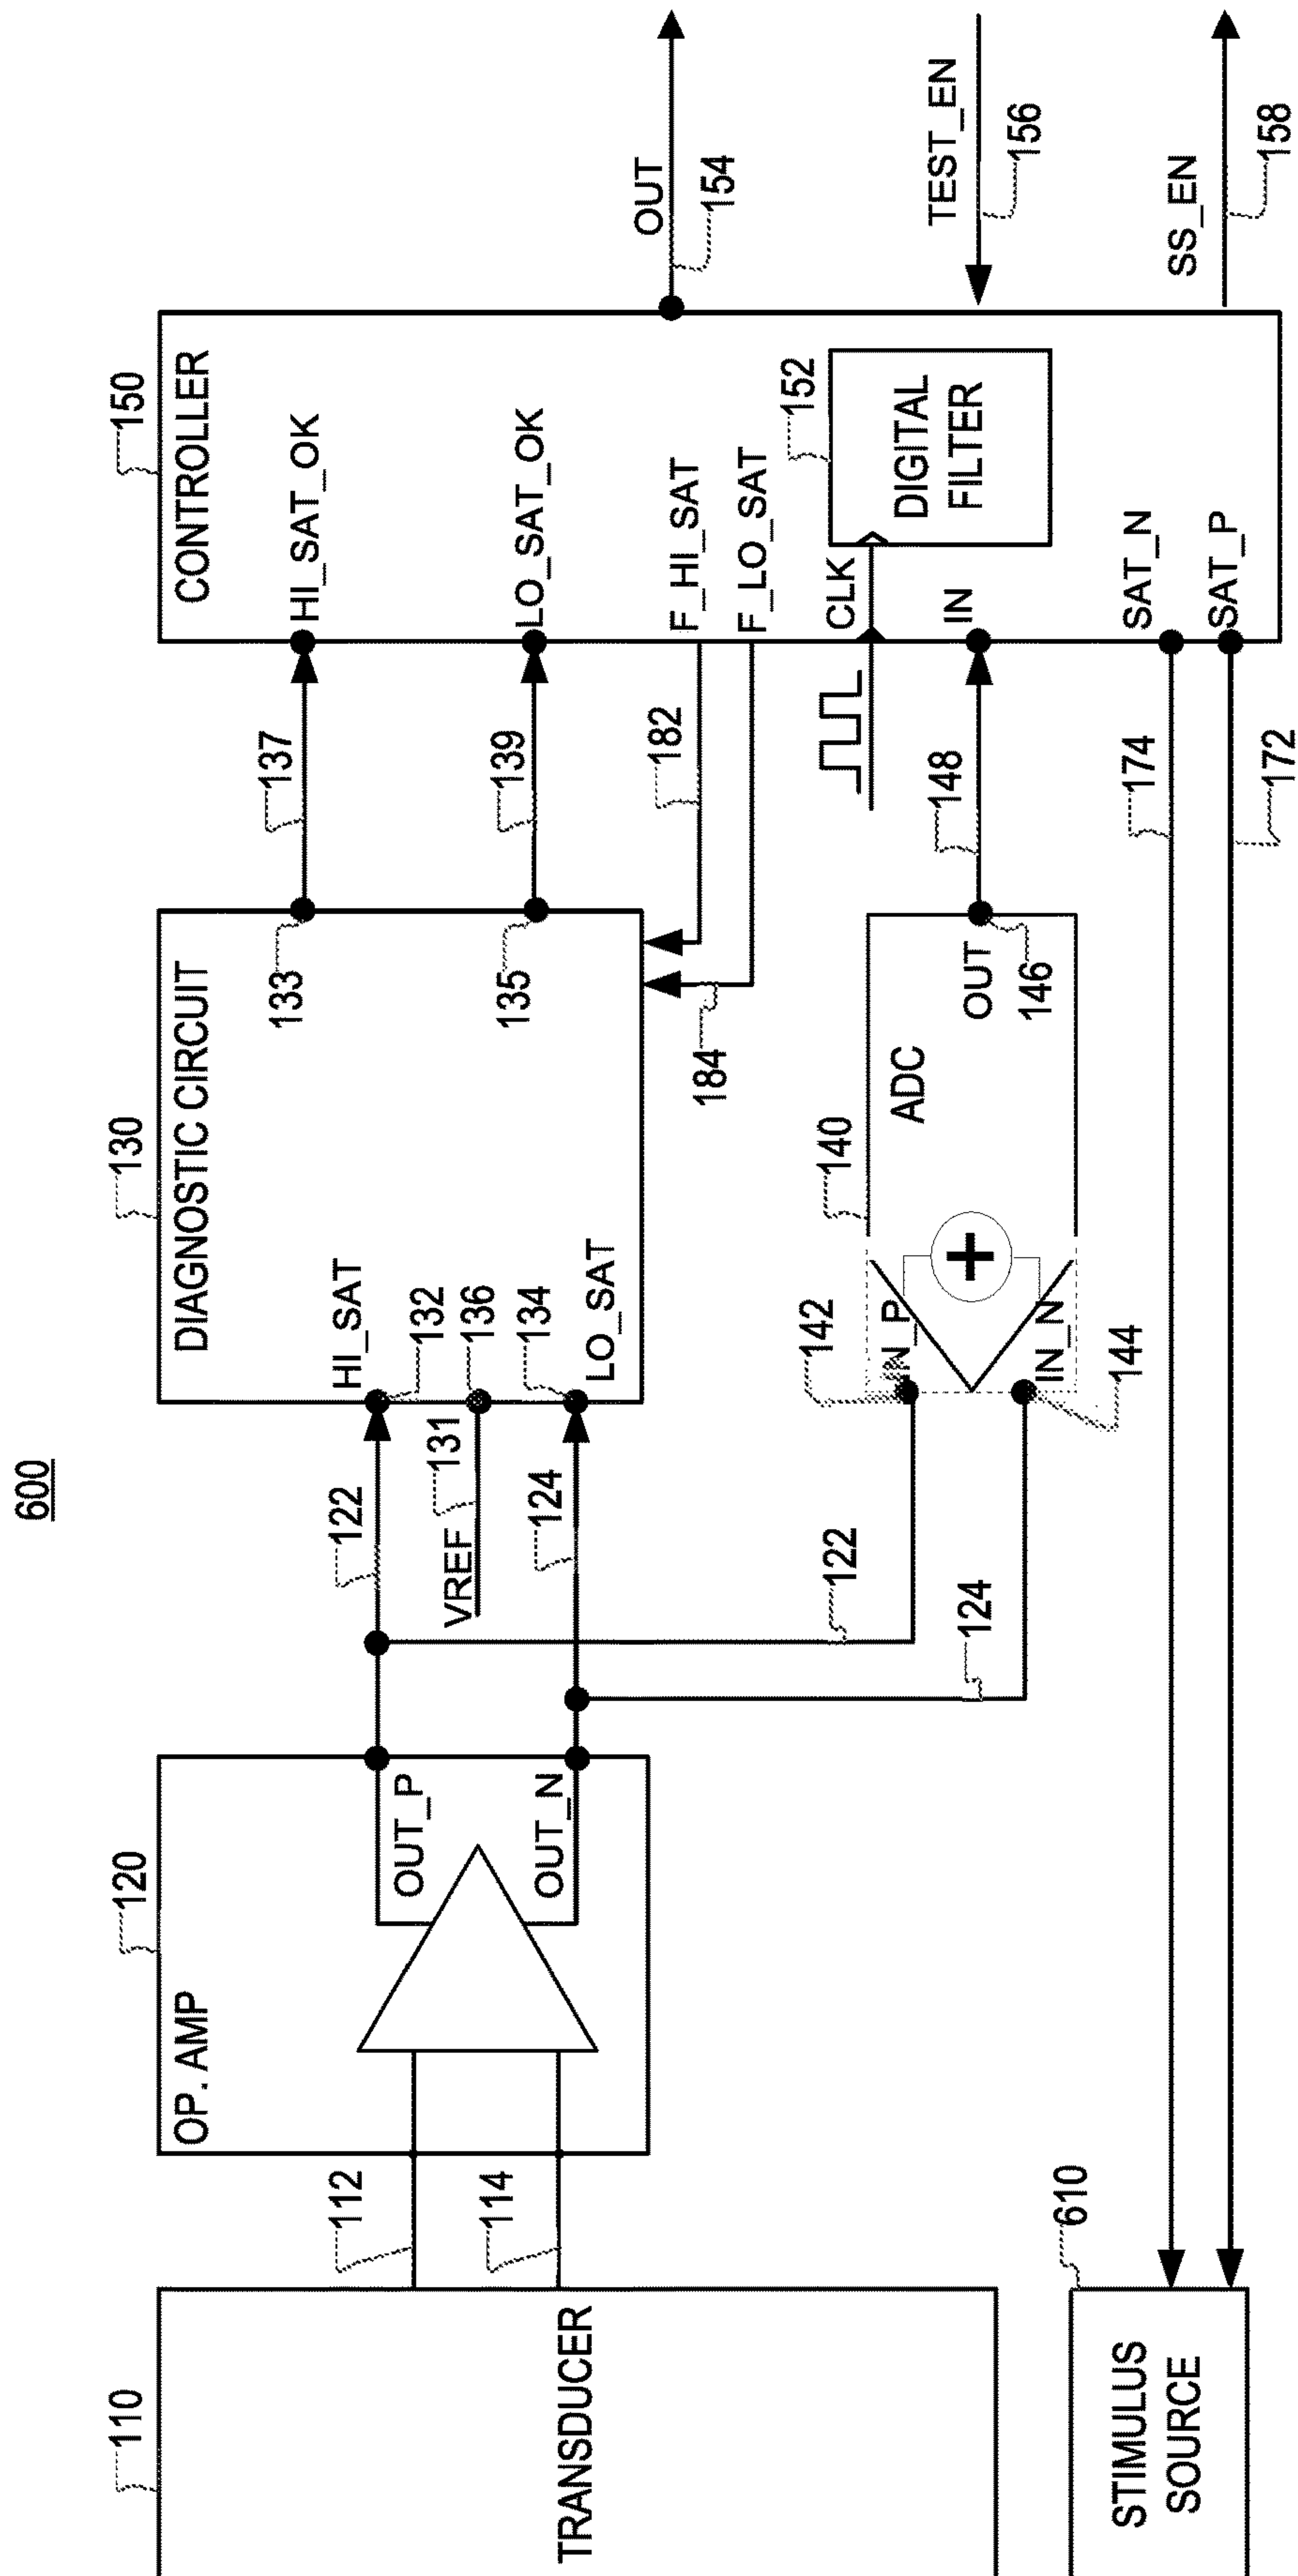 600
110
TRANSDUCER
112
114
120
OP. AMP
OUT_P
OUT_N
122
VREF
131
124
122
124
130
DIAGNOSTIC CIRCUIT
HI_SAT
132
136
134
LO_SAT
133
135
184
182
137
139
140
ADC
142
IN_P
IN_N
144
OUT
146
148
150
CONTROLLER
HI_SAT_OK
LO_SAT_OK
F_HI_SAT
F_LO_SAT
CLK
152
DIGITAL
FILTER
IN
SAT_N
SAT_P
174
172
OUT
154
TEST_EN
156
SS_EN
158
610
STIMULUS
SOURCE